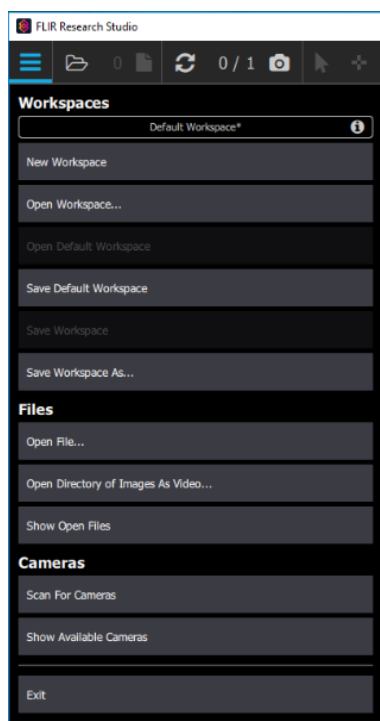 FLIR Research Studio
0 0 / 1
Workspaces
Default Workspace*
New Workspace
Open Workspace...
Open Default Workspace
Save Default Workspace
Save Workspace
Save Workspace As...
Files
Open File...
Open Directory of Images As Video...
Show Open Files
Cameras
Scan For Cameras
Show Available Cameras
Exit